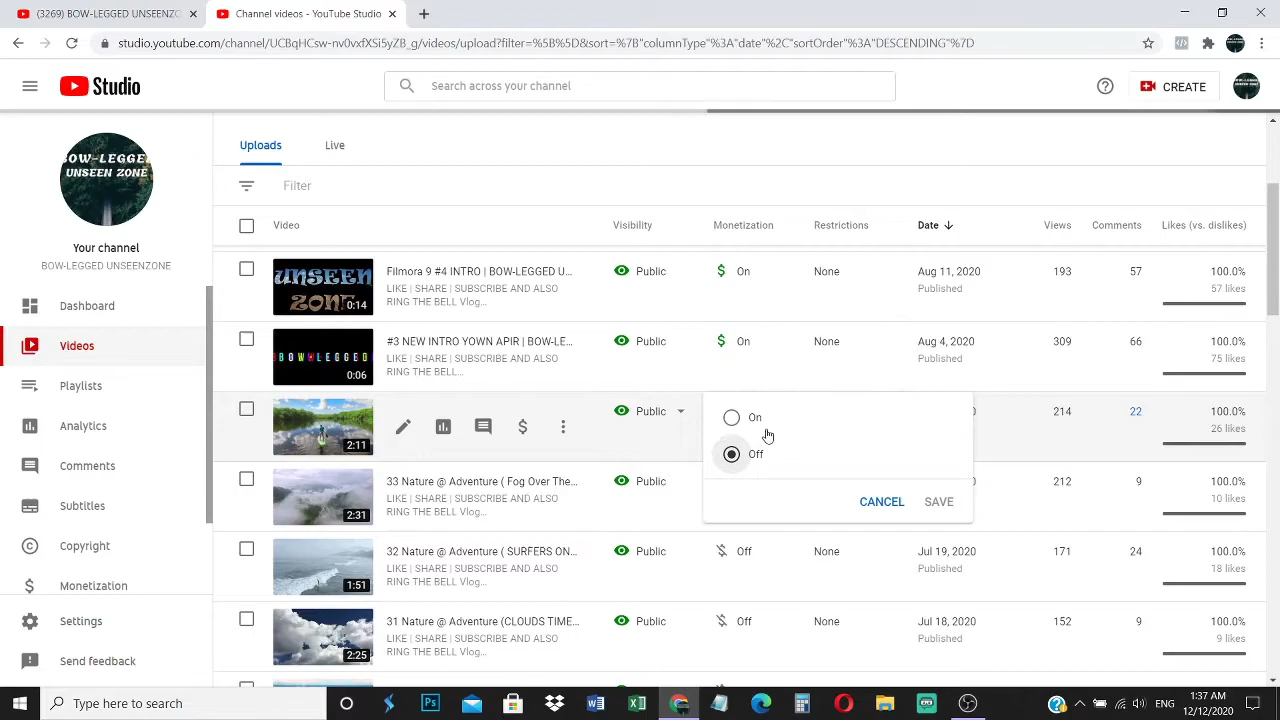 (3269) BOW-LEGGED UNSEENZ
Channel videos - YouTube Studio
studio.youtube.com/channel/UCBqHCsw-nv0vxfXSi5yZB_g/videos/upload?filter=%5B%5D&sort=%7B"columnType"%3A"date"%2C"sortOrder"%3A"DESCENDING"%7D
Studio
Search across your channel
CREATE
BOW-LEGGED
UNSEEN ZONE
Your channel
BOW-LEGGED UNSEENZONE
Dashboard
Videos
Playlists
Analytics
Comments
Subtitles
Copyright
Monetization
Settings
Send feedback
Uploads
Live
Filter
Video
Visibility
Monetization
Restrictions
Date
Views
Comments
Likes (vs. dislikes)
UNSEEN
ZONE
0:14
Filmora 9 #4 INTRO | BOW-LEGGED U...
LIKE | SHARE | SUBSCRIBE AND ALSO
RING THE BELL Vlog...
Public
On
None
Aug 11, 2020
Published
193
100.0%
57 likes
BOW LEGGED
0:06
#3 NEW INTRO YOWN APIR | BOW-LE...
LIKE | SHARE | SUBSCRIBE AND ALSO
RING THE BELL...
Public
On
None
Aug 4, 2020
Published
309
66
100.0%
75 likes
2:11
Public
On
Off
CANCEL
SAVE
22
100.0%
26 likes
2:31
33 Nature @ Adventure ( Fog Over The...
LIKE | SHARE | SUBSCRIBE AND ALSO
RING THE BELL Vlog...
Public
212
9
100.0%
10 likes
1:51
32 Nature @ Adventure ( SURFERS ON...
LIKE | SHARE | SUBSCRIBE AND ALSO
RING THE BELL Vlog...
Public
Off
None
Jul 19, 2020
Published
171
24
100.0%
18 likes
2:25
31 Nature @ Adventure (CLOUDS TIME...
LIKE | SHARE | SUBSCRIBE AND ALSO
RING THE BELL Vlog...
Public
Off
None
Jul 18, 2020
Published
152
9
100.0%
9 likes
Type here to search
Ps
1:37 AM
12/12/2020